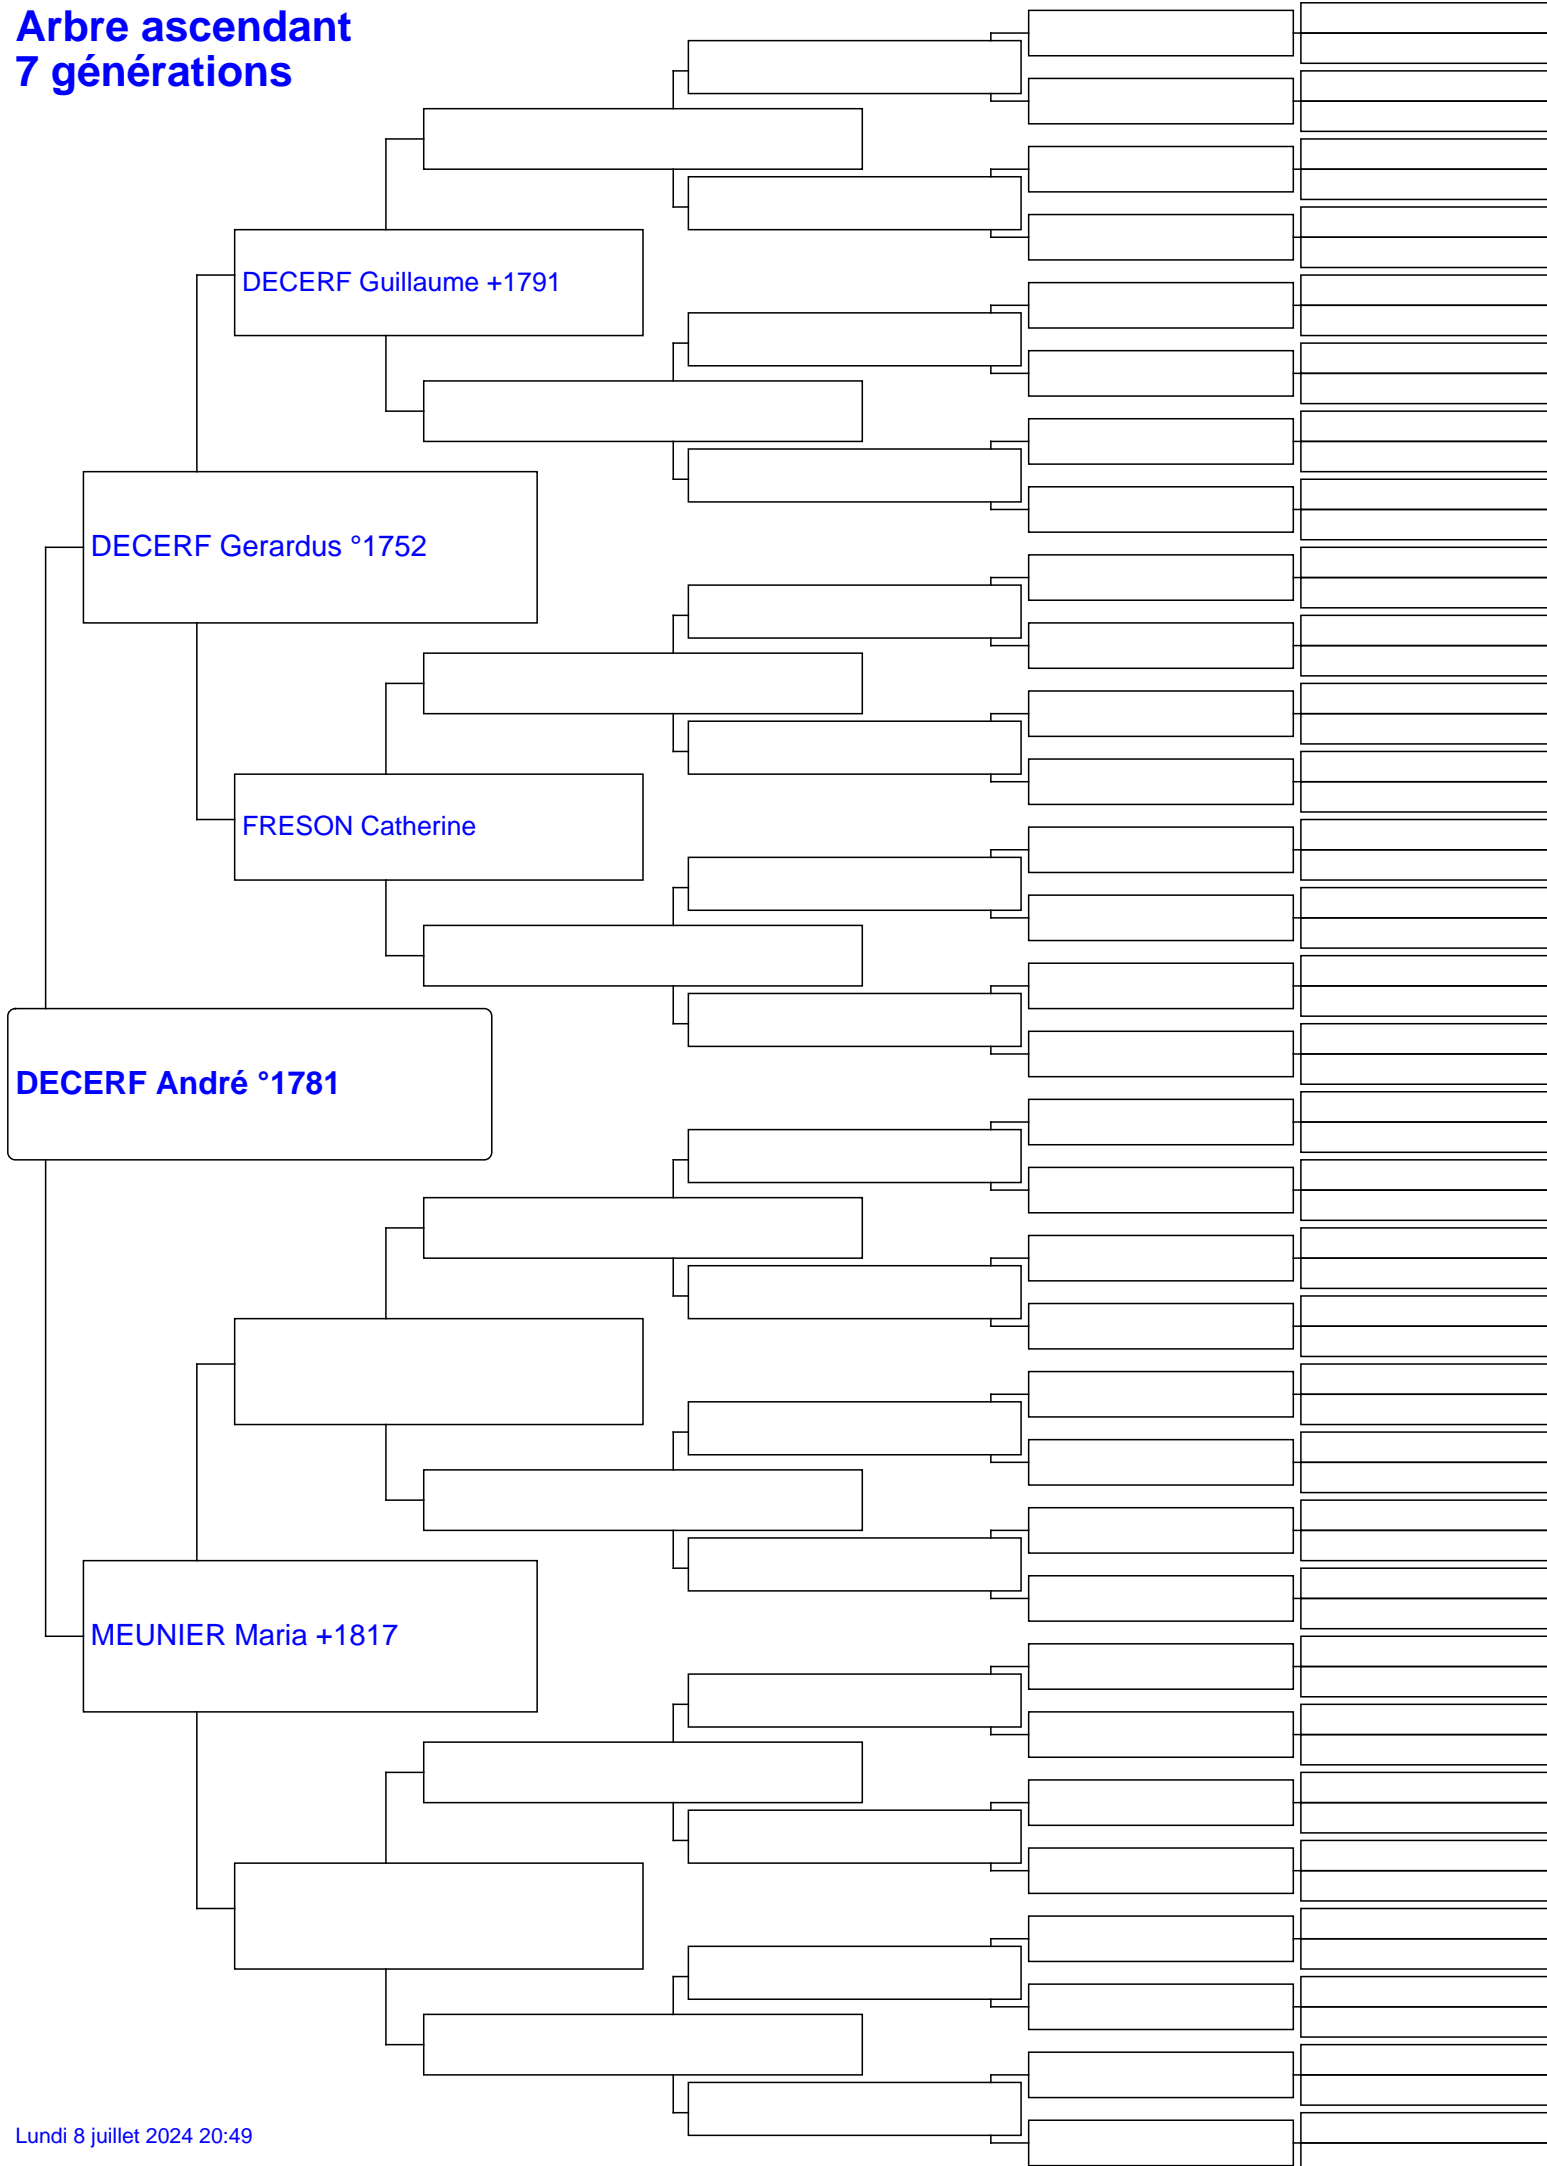 Arbre ascendant
7 générations
DECERF Guillaume +1791
DECERF Gerardus °1752
FRESON Catherine
DECERF André °1781
MEUNIER Maria +1817
Lundi 8 juillet 2024 20:49